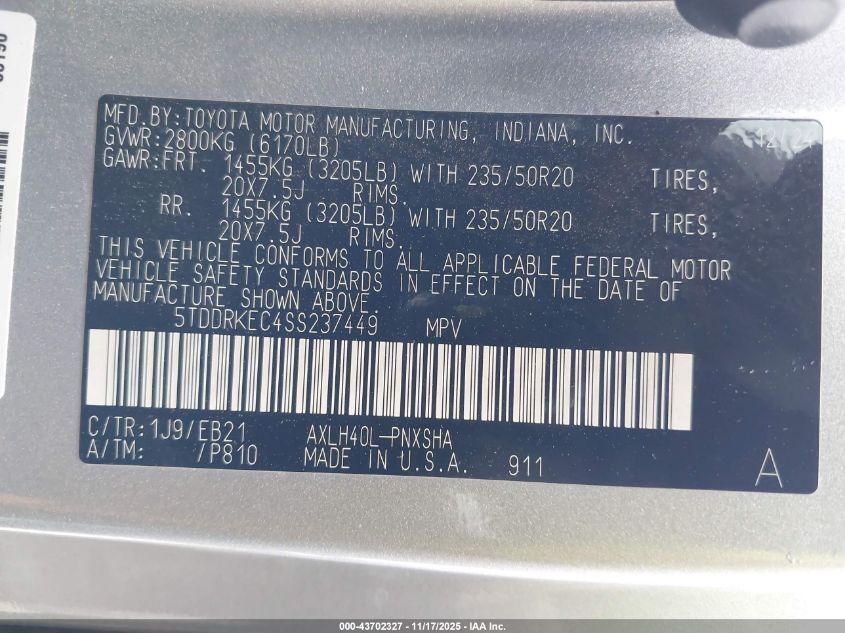 MFD.BY:TOYOTA MOTOR MANUFACTURING, INDIANA, INC. 12/24
GVWR:2800KG (6170LB)
GAWR:FRT. 1455KG (3205LB) WITH 235/50R20 TIRES,
20X7.5J RIMS.
RR. 1455KG (3205LB) WITH 235/50R20 TIRES,
20X7.5J RIMS.
THIS VEHICLE CONFORMS TO ALL APPLICABLE FEDERAL MOTOR
VEHICLE SAFETY STANDARDS IN EFFECT ON THE DATE OF
MANUFACTURE SHOWN ABOVE.
5TDDRKEC4SS237449 MPV
C/TR:1J9/EB21 AXLH40L-PNXSHA
A/TM: /P810 MADE IN U.S.A. 911 A
000-43702327 - 11/17/2025 - IAA Inc.